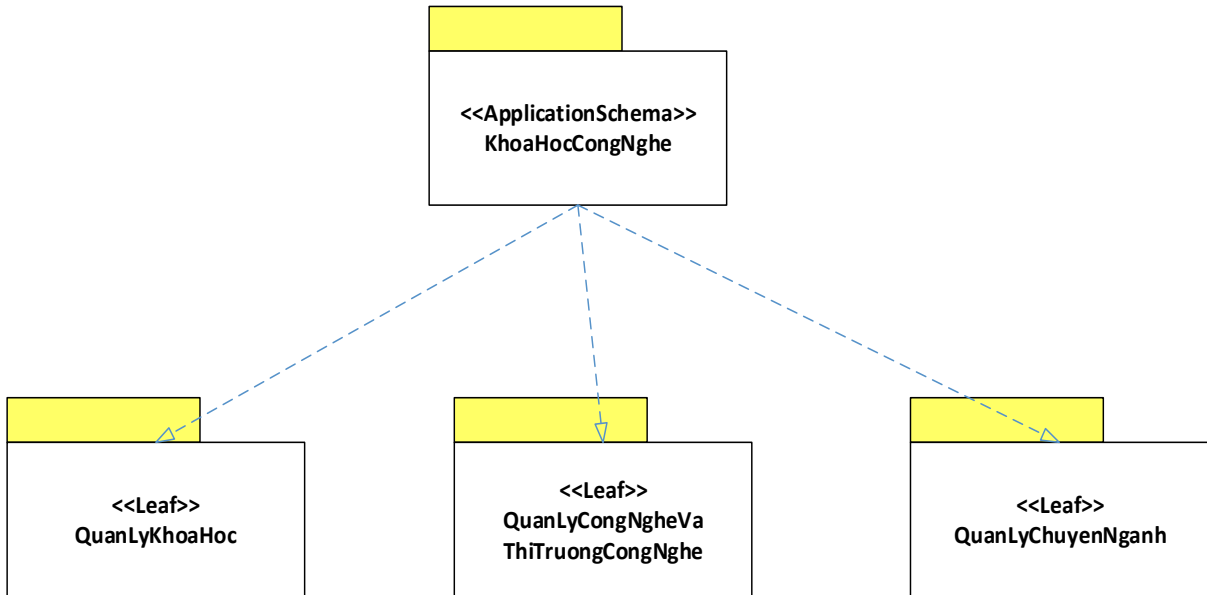 <<ApplicationSchema>>
KhoaHocCongNghe
<<Leaf>>
QuanLyKhoaHoc
<<Leaf>>
QuanLyCongNgheVa
ThiTruongCongNghe
<<Leaf>>
QuanLyChuyenNganh